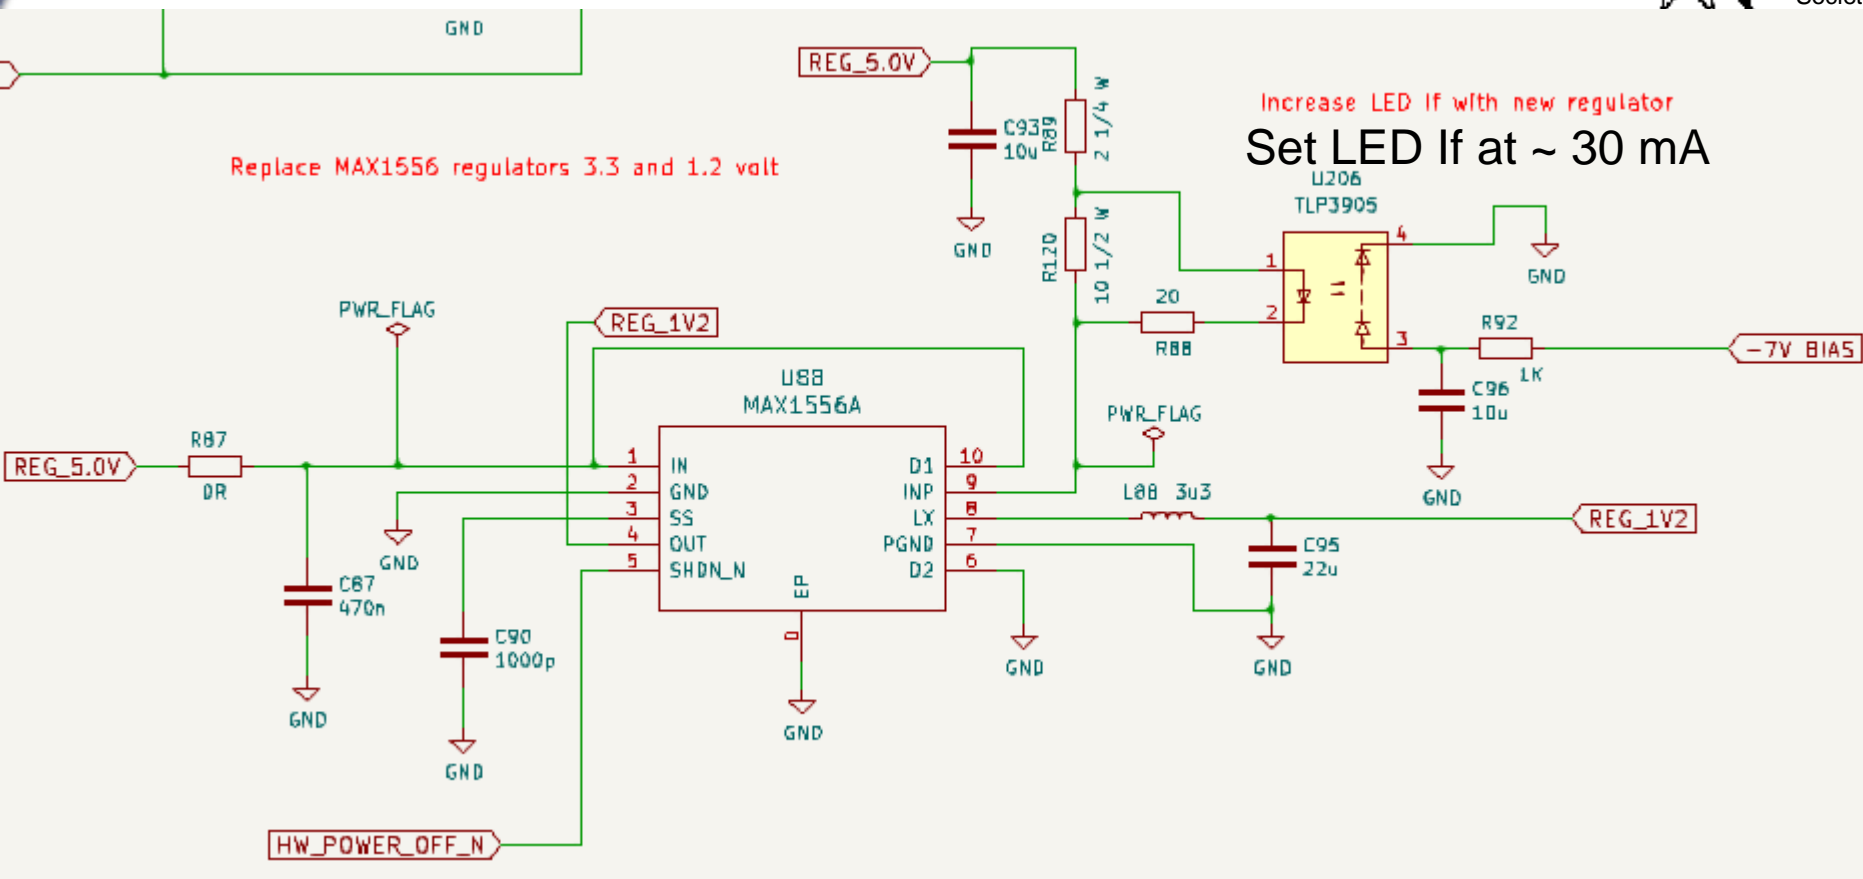 Societ
GND
REG_5.0V
Increase LED If with new regulator
Set LED If at ~ 30 mA
Replace MAX1556 regulators 3.3 and 1.2 volt
C93
10u
R89
2 1/4 W
GND
R120
10 1/2 W
U206
TLP3905
1
2
4
3
GND
20
R88
R92
1K
-7V BIAS
C96
10u
GND
PWR_FLAG
REG_1V2
U88
MAX1556A
PWR_FLAG
REG_5.0V
R87
0R
1
2
3
4
5
IN
GND
SS
OUT
SHDN_N
EP
0
D1
INP
LX
PGND
D2
10
9
8
7
6
L88 3u3
REG_1V2
C95
22u
GND
C87
470n
GND
C90
1000p
GND
GND
GND
GND
HW_POWER_OFF_N